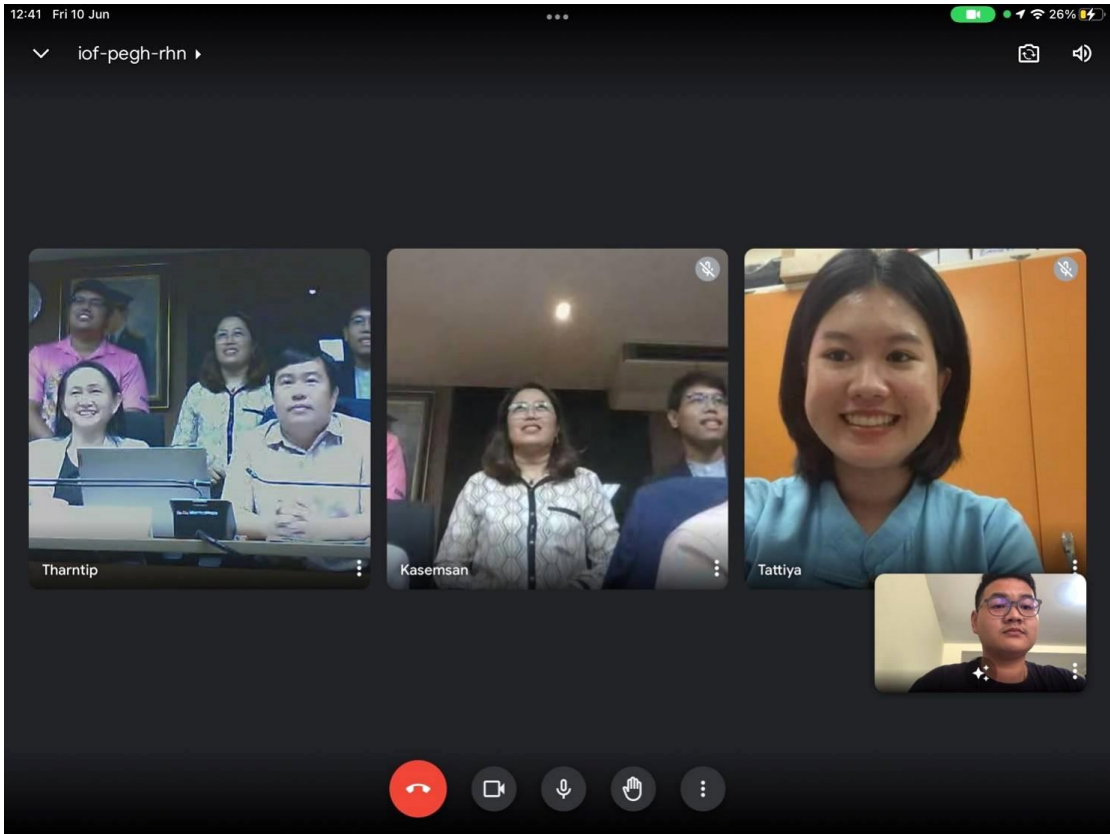 12:41 Fri 10 Jun
26%
iof-pegh-rhn
Tharntip
Kasemsan
Tattiya